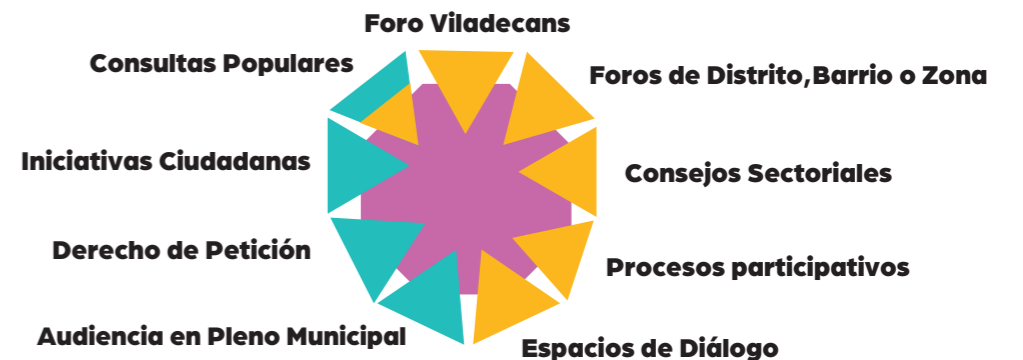 Foro Viladecans
Consultas Populares
Foros de Distrito,Barrio o Zona
Iniciativas Ciudadanas
Consejos Sectoriales
Derecho de Petición
Procesos participativos
Audiencia en Pleno Municipal
Espacios de Diálogo